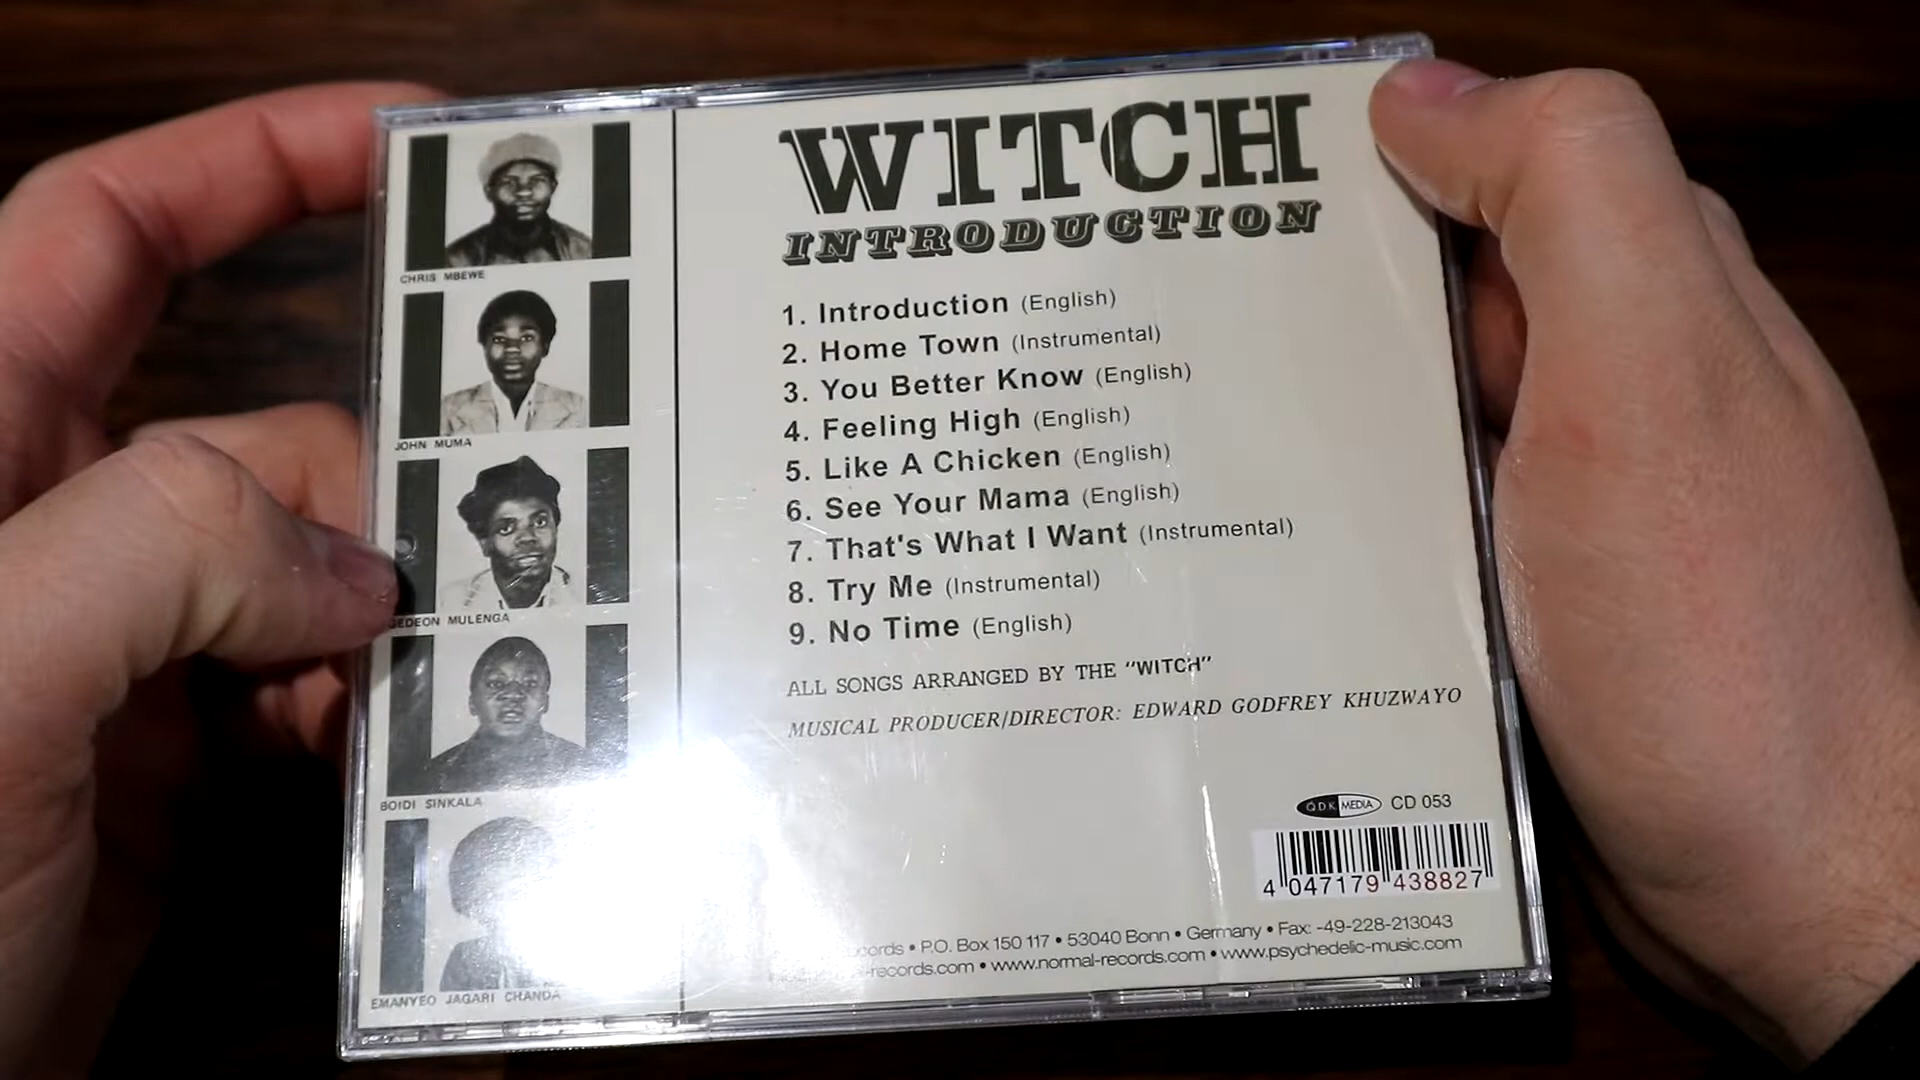 CHRIS MBEWE
JOHN MUMA
GEDEON MULENGA
BOIDI SINKALA
EMANYEO JAGARI CHANDA
WITCH
INTRODUCTION
1. Introduction (English)
2. Home Town (Instrumental)
3. You Better Know (English)
4. Feeling High (English)
5. Like A Chicken (English)
6. See Your Mama (English)
7. That's What I Want (Instrumental)
8. Try Me (Instrumental)
9. No Time (English)
ALL SONGS ARRANGED BY THE "WITCH"
MUSICAL PRODUCER/DIRECTOR: EDWARD GODFREY KHUZWAYO
QDK MEDIA CD 053
4 047179 438827
• P.O. Box 150 117 • 53040 Bonn • Germany • Fax: -49-228-213043
-records.com • www.normal-records.com • www.psychedelic-music.com